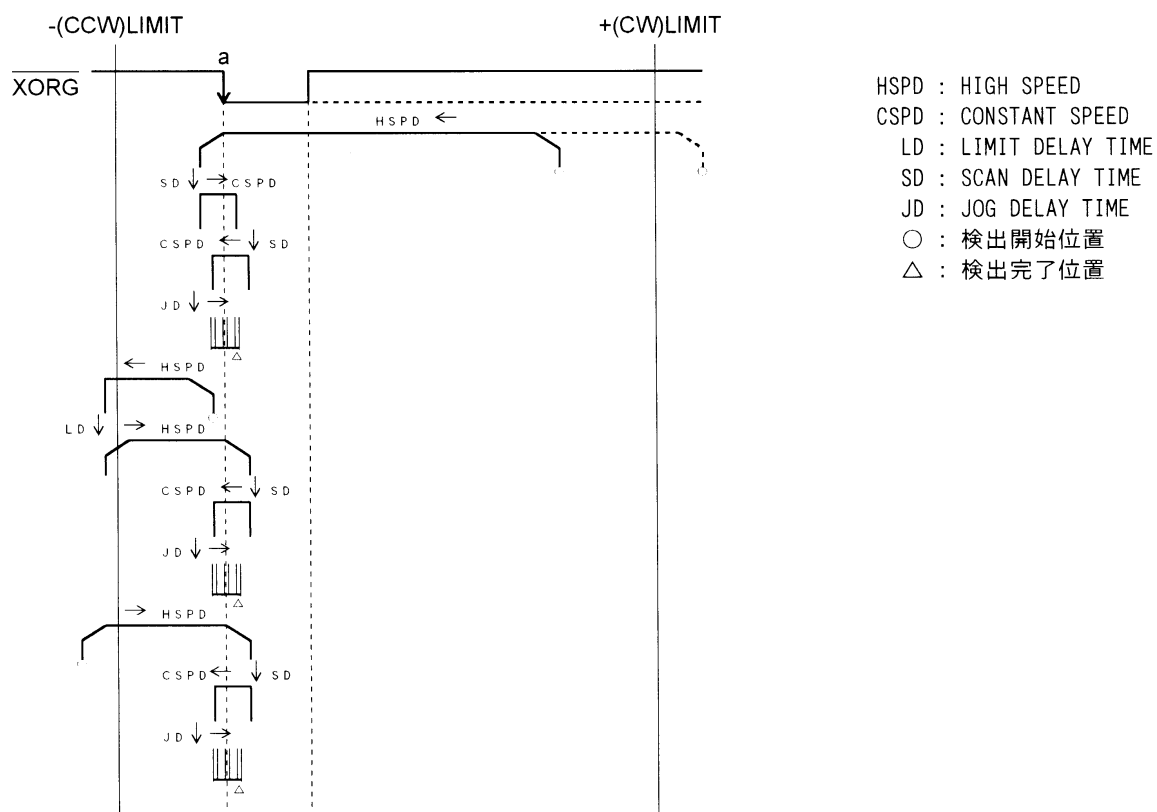 -(CCW)LIMIT
+(CW)LIMIT
a
XORG
HSPD ←
SD ↓ → CSPD
CSPD ← ↓ SD
JD ↓ →
△
← HSPD
LD ↓ → HSPD
CSPD ← ↓ SD
JD ↓ →
△
→ HSPD
CSPD ← ↓ SD
JD ↓ →
△
HSPD : HIGH SPEED
CSPD : CONSTANT SPEED
LD : LIMIT DELAY TIME
SD : SCAN DELAY TIME
JD : JOG DELAY TIME
○ : 検出開始位置
△ : 検出完了位置